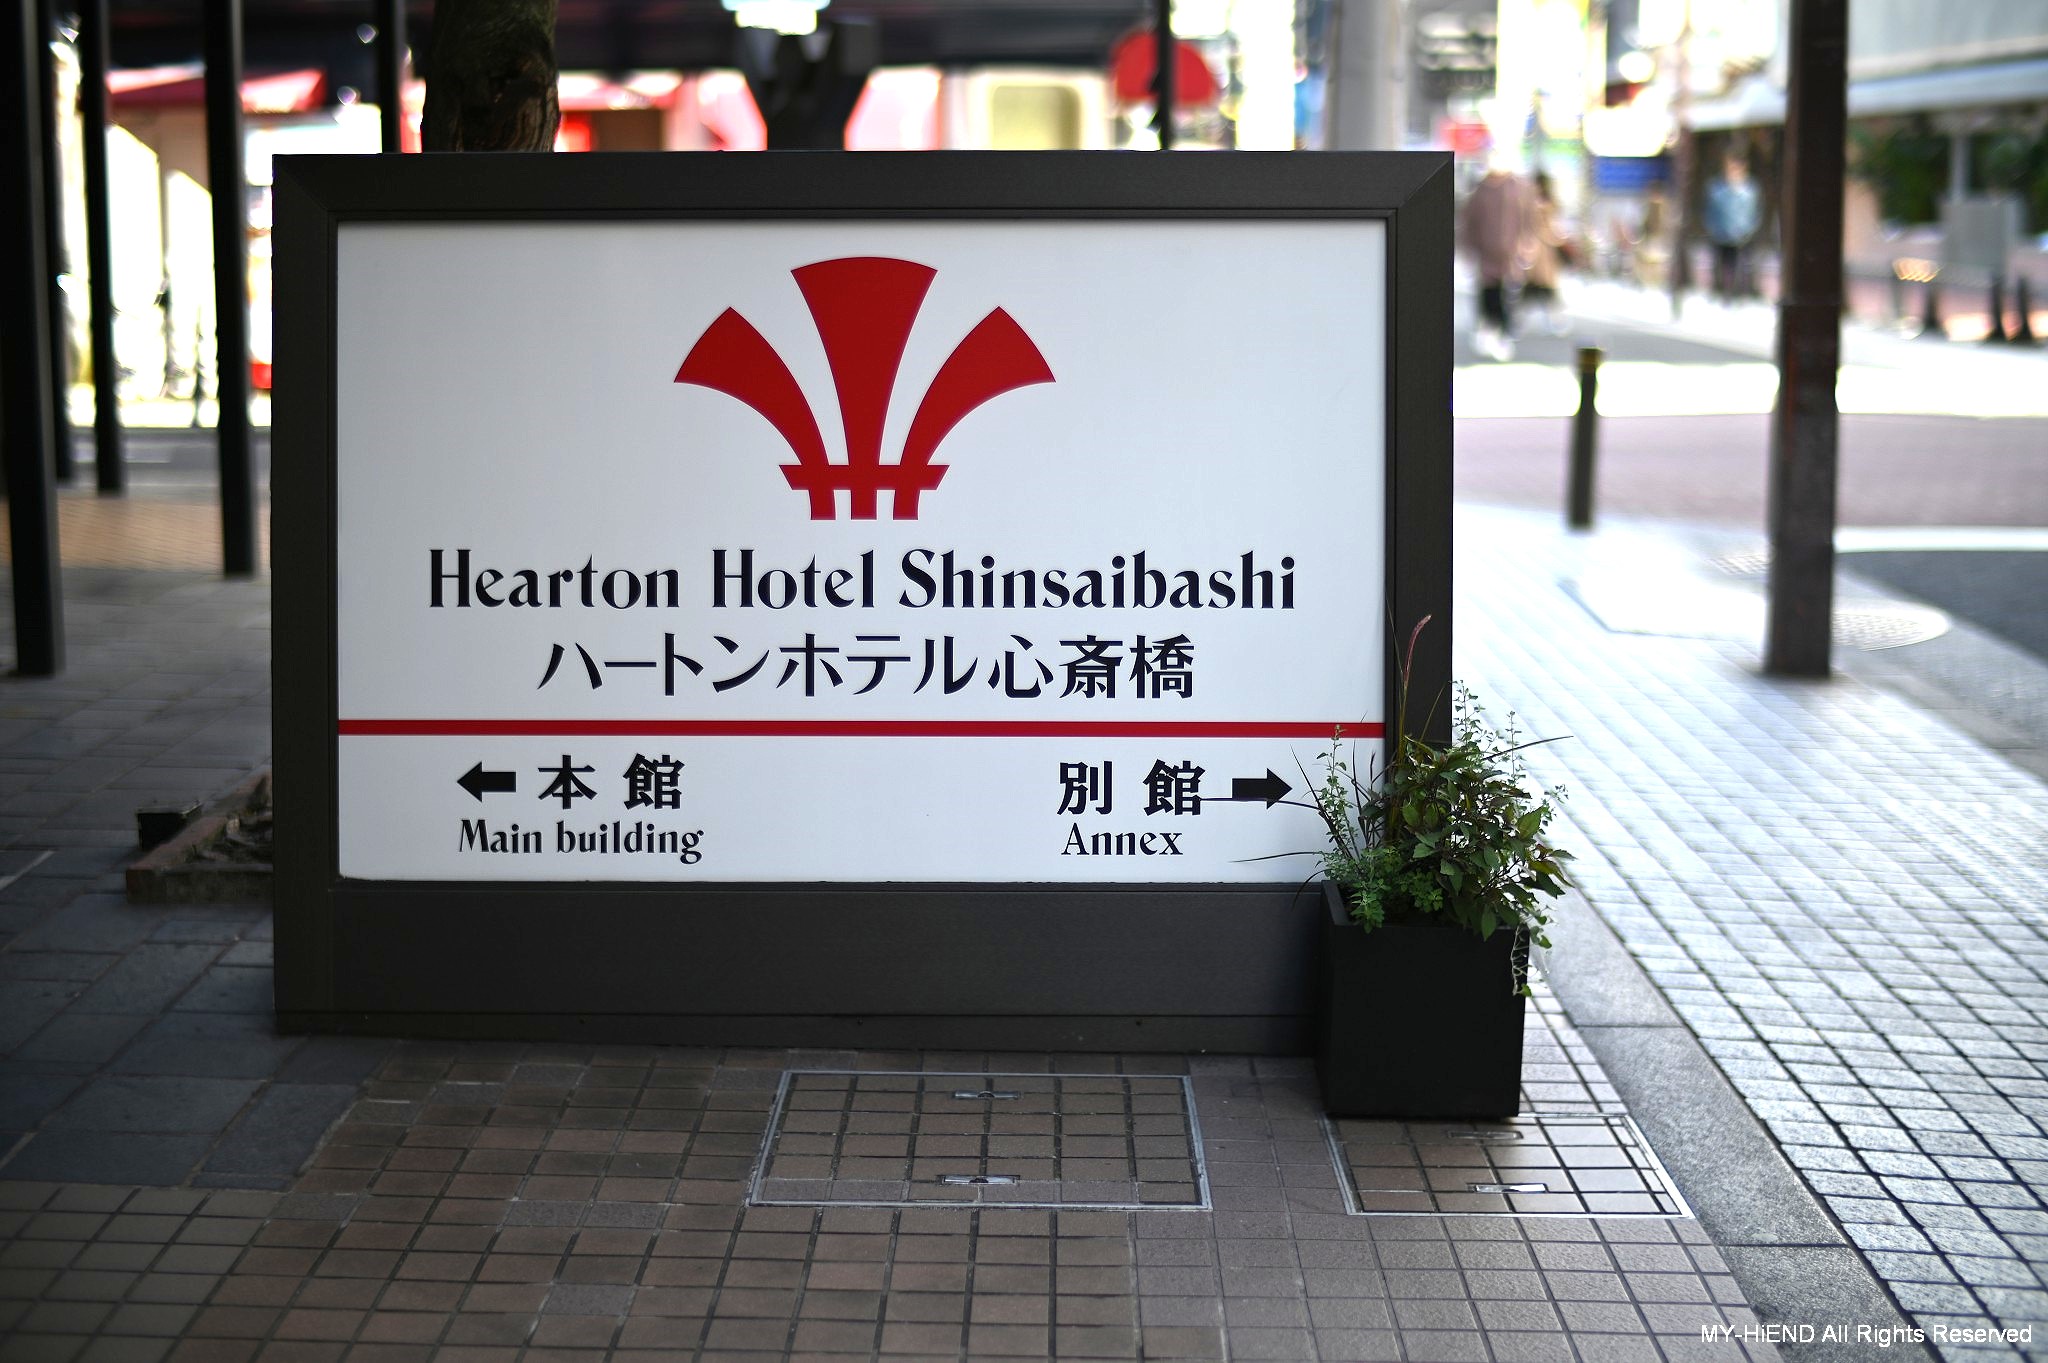 Hearton Hotel Shinsaibashi
ハートンホテル心斎橋
← 本館
Main building
別館 →
Annex
MY-HiEND All Rights Reserved